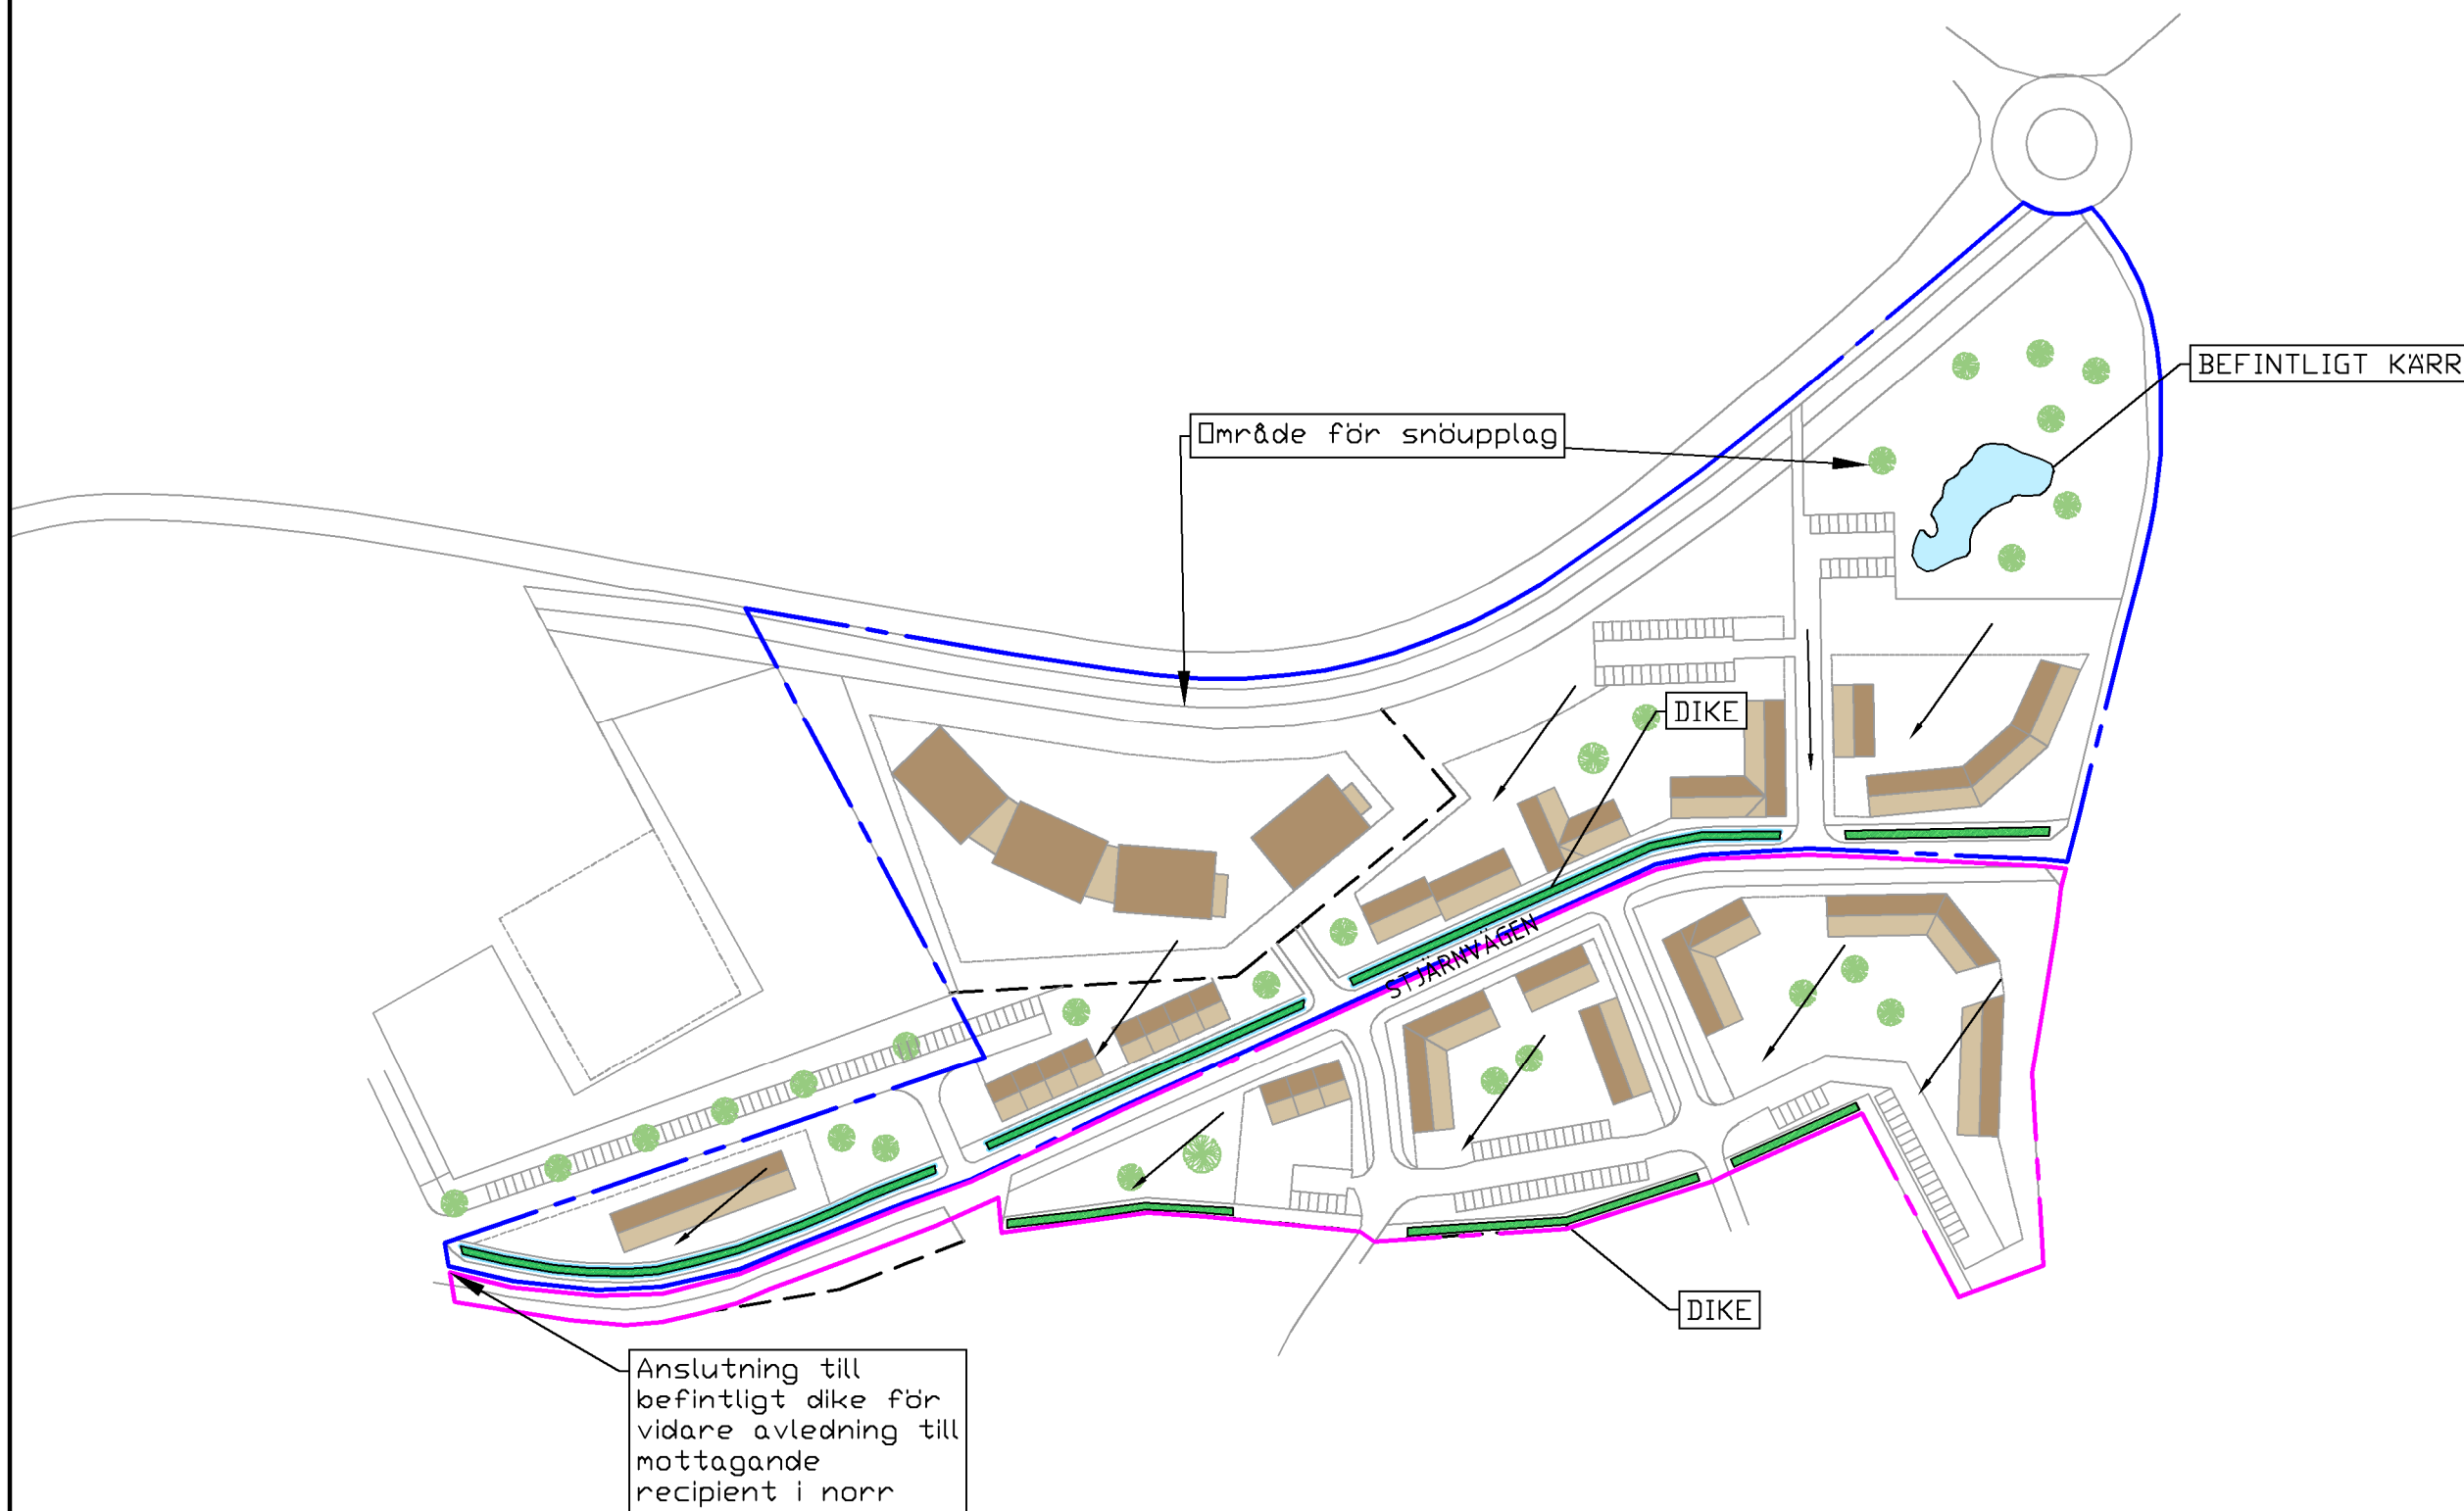 BEFINTLIGT KÄRR
Område för snöupplag
DIKE
STJÄRNVÄGEN
DIKE
Anslutning till
befintligt dike för
vidare avledning till
mottagande
recipient i norr